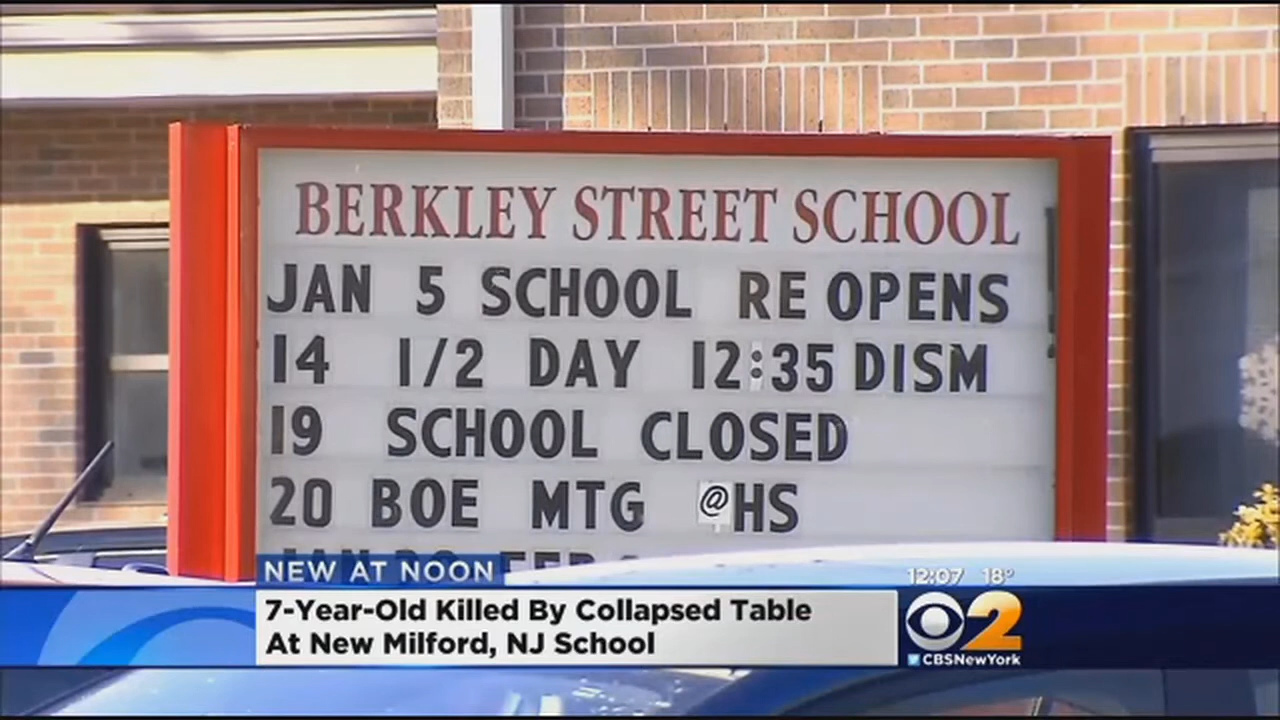 BERKLEY STREET SCHOOL
JAN 5 SCHOOL RE OPENS
14 1/2 DAY 12:35 DISM
19 SCHOOL CLOSED
20 BOE MTG @HS
NEW AT NOON
7-Year-Old Killed By Collapsed Table
At New Milford, NJ School
12:07 18°
2
CBSNewYork